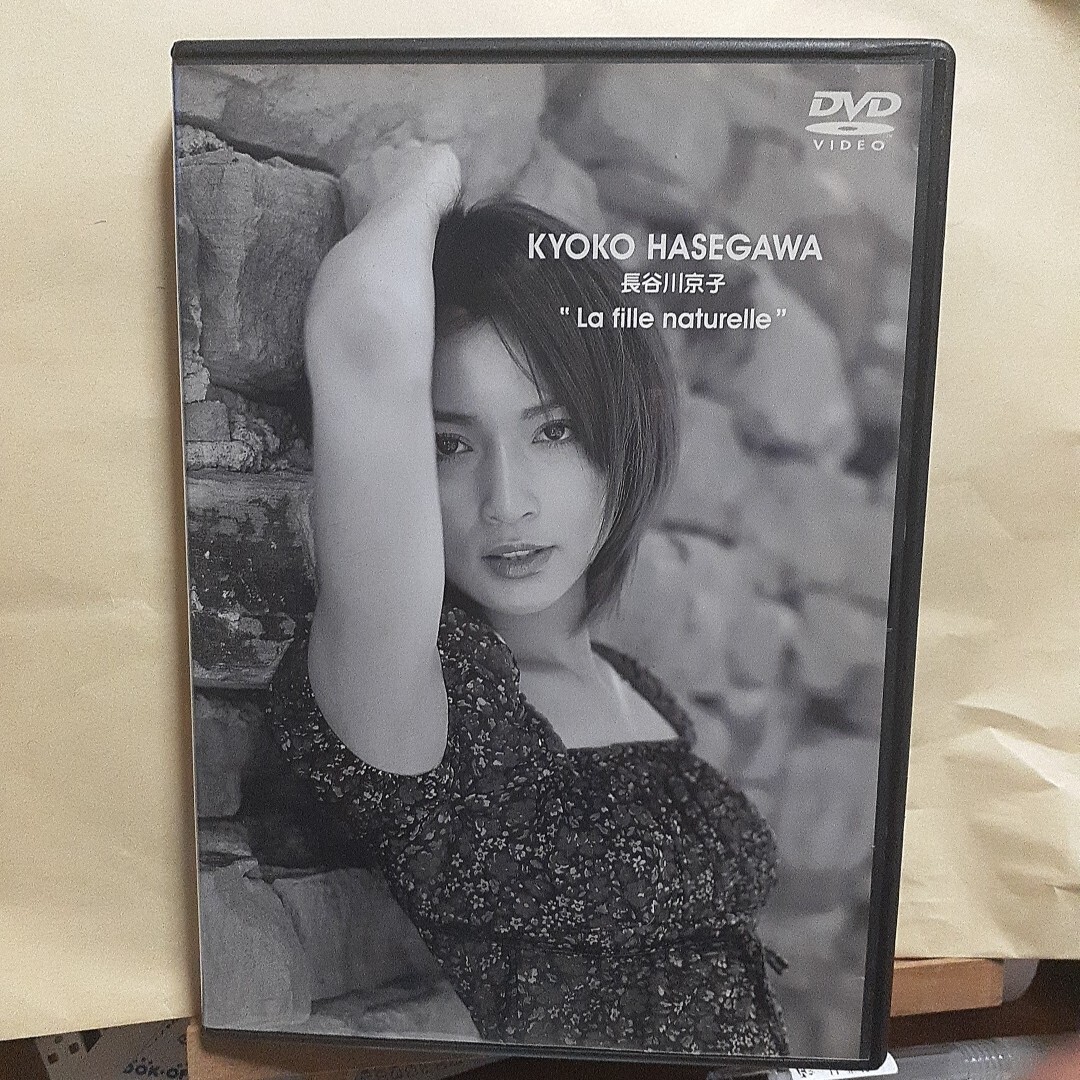 DVD
VIDEO
KYOKO HASEGAWA
長谷川京子
“ La fille naturelle ”